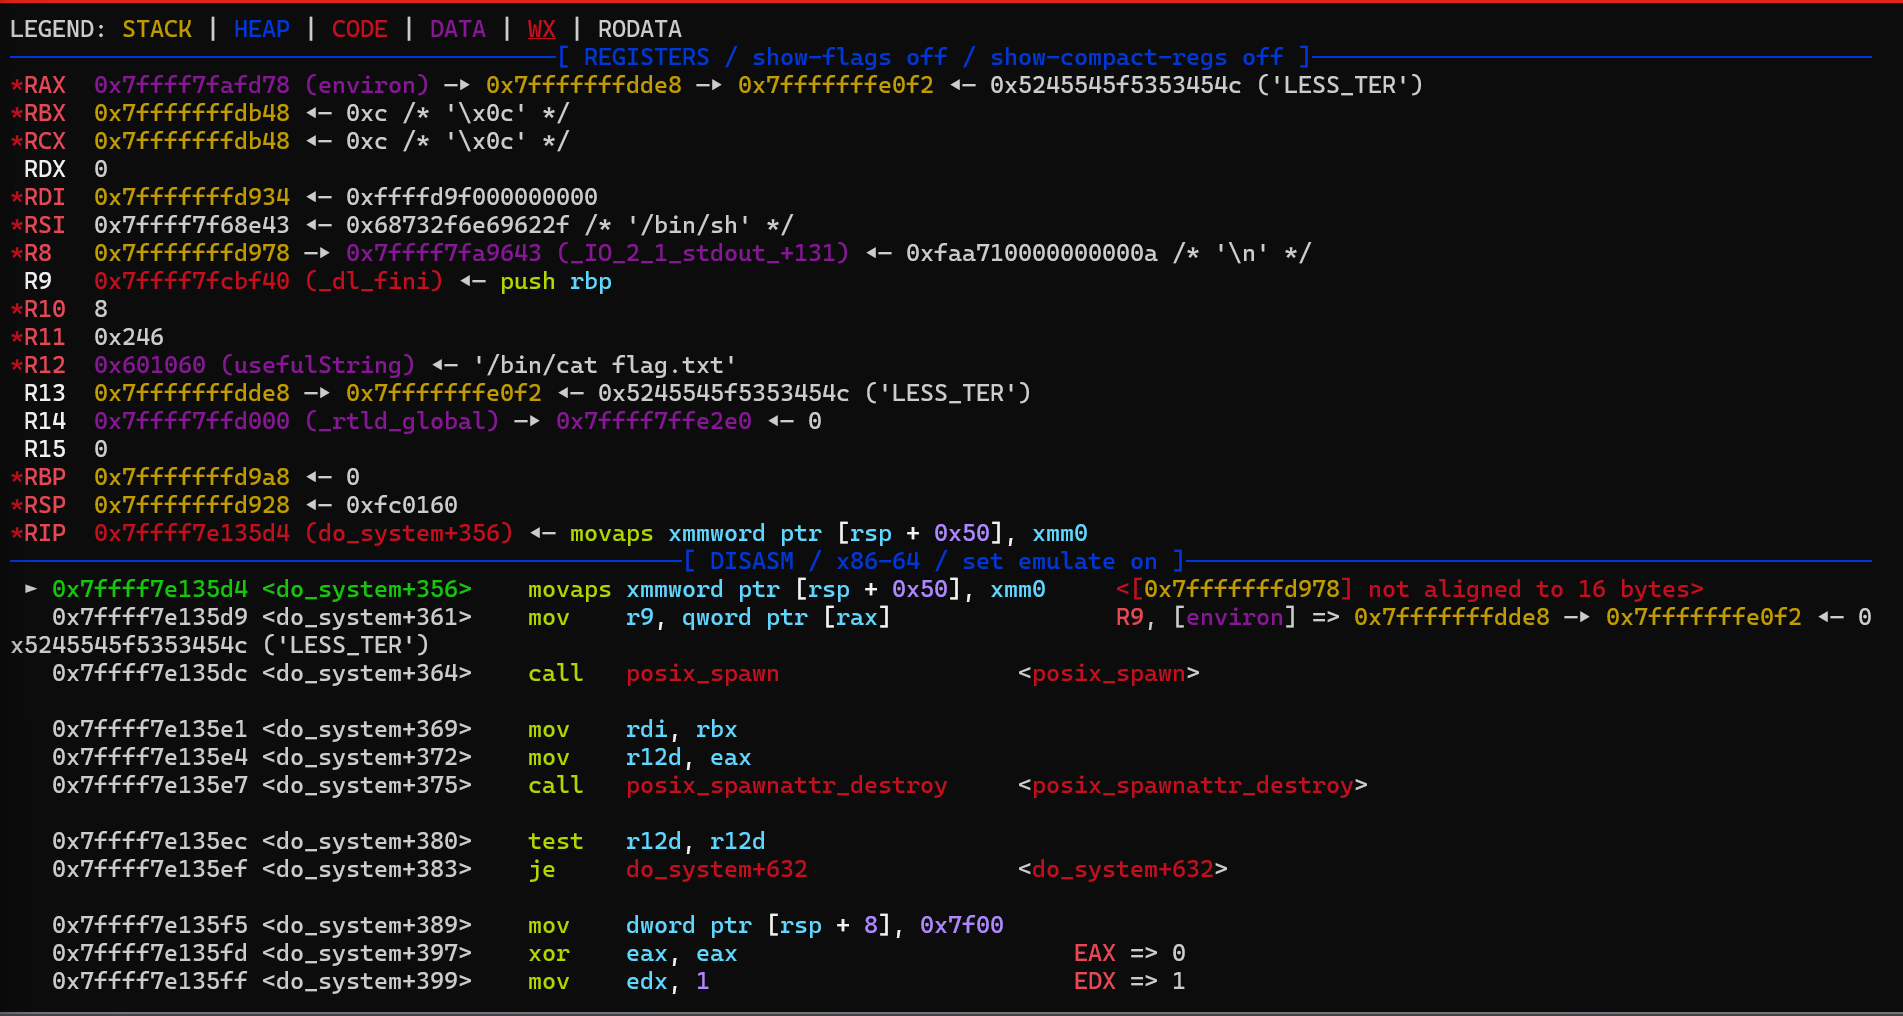 LEGEND: STACK | HEAP | CODE | DATA | WX | RODATA
[ REGISTERS / show-flags off / show-compact-regs off ]
*RAX  0x7ffff7fafd78 (environ) —▸ 0x7fffffffdde8 —▸ 0x7fffffffe0f2 ◂— 0x5245545f5353454c ('LESS_TER')
*RBX  0x7fffffffdb48 ◂— 0xc /* '\x0c' */
*RCX  0x7fffffffdb48 ◂— 0xc /* '\x0c' */
 RDX  0
*RDI  0x7fffffffd934 ◂— 0xffffd9f000000000
*RSI  0x7ffff7f68e43 ◂— 0x68732f6e69622f /* '/bin/sh' */
*R8   0x7fffffffd978 —▸ 0x7ffff7fa9643 (_IO_2_1_stdout_+131) ◂— 0xfaa710000000000a /* '\n' */
 R9   0x7ffff7fcbf40 (_dl_fini) ◂— push rbp
*R10  8
*R11  0x246
*R12  0x601060 (usefulString) ◂— '/bin/cat flag.txt'
 R13  0x7fffffffdde8 —▸ 0x7fffffffe0f2 ◂— 0x5245545f5353454c ('LESS_TER')
 R14  0x7ffff7ffd000 (_rtld_global) —▸ 0x7ffff7ffe2e0 ◂— 0
 R15  0
*RBP  0x7fffffffd9a8 ◂— 0
*RSP  0x7fffffffd928 ◂— 0xfc0160
*RIP  0x7ffff7e135d4 (do_system+356) ◂— movaps xmmword ptr [rsp + 0x50], xmm0
[ DISASM / x86-64 / set emulate on ]
 ► 0x7ffff7e135d4 <do_system+356>    movaps xmmword ptr [rsp + 0x50], xmm0     <[0x7fffffffd978] not aligned to 16 bytes>
   0x7ffff7e135d9 <do_system+361>    mov    r9, qword ptr [rax]                R9, [environ] => 0x7fffffffdde8 —▸ 0x7fffffffe0f2 ◂— 0
x5245545f5353454c ('LESS_TER')
   0x7ffff7e135dc <do_system+364>    call   posix_spawn                 <posix_spawn>
   0x7ffff7e135e1 <do_system+369>    mov    rdi, rbx
   0x7ffff7e135e4 <do_system+372>    mov    r12d, eax
   0x7ffff7e135e7 <do_system+375>    call   posix_spawnattr_destroy     <posix_spawnattr_destroy>
   0x7ffff7e135ec <do_system+380>    test   r12d, r12d
   0x7ffff7e135ef <do_system+383>    je     do_system+632               <do_system+632>
   0x7ffff7e135f5 <do_system+389>    mov    dword ptr [rsp + 8], 0x7f00
   0x7ffff7e135fd <do_system+397>    xor    eax, eax                        EAX => 0
   0x7ffff7e135ff <do_system+399>    mov    edx, 1                          EDX => 1